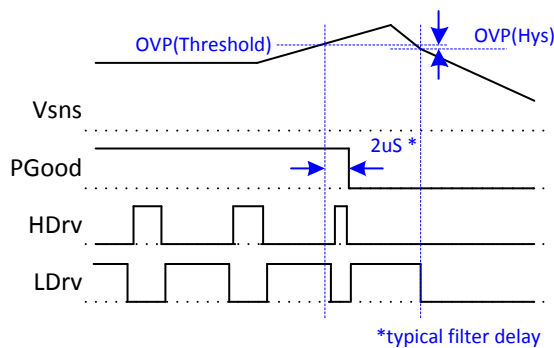 OVP(Threshold)
OVP(Hys)
Vsns
2uS *
PGood
HDrv
LDrv
*typical filter delay